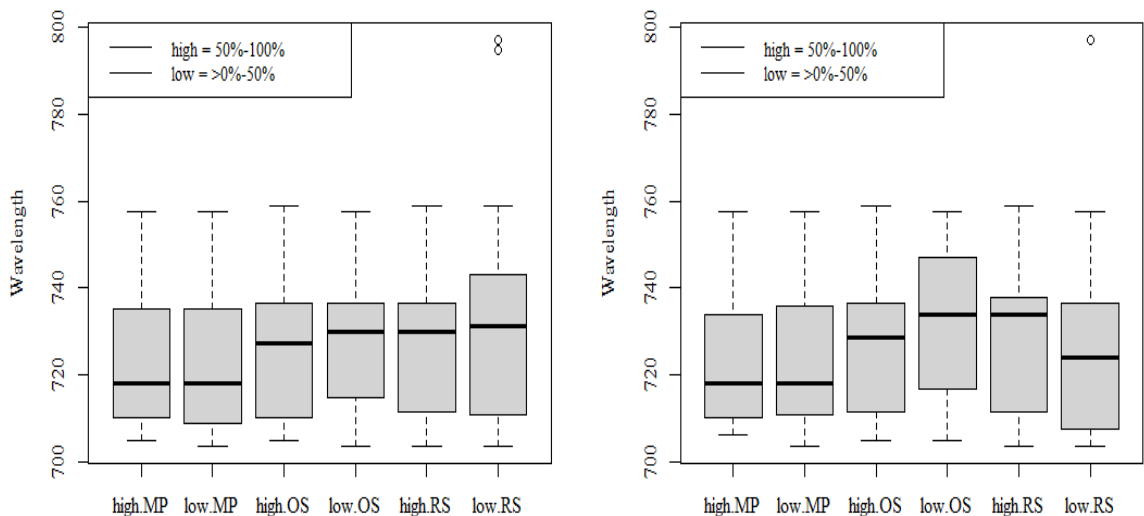 800
780
760
740
720
700
Wavelength
high = 50%-100%
low = >0%-50%
high.MP low.MP high.OS low.OS high.RS low.RS
800
780
760
740
720
700
Wavelength
high = 50%-100%
low = >0%-50%
high.MP low.MP high.OS low.OS high.RS low.RS